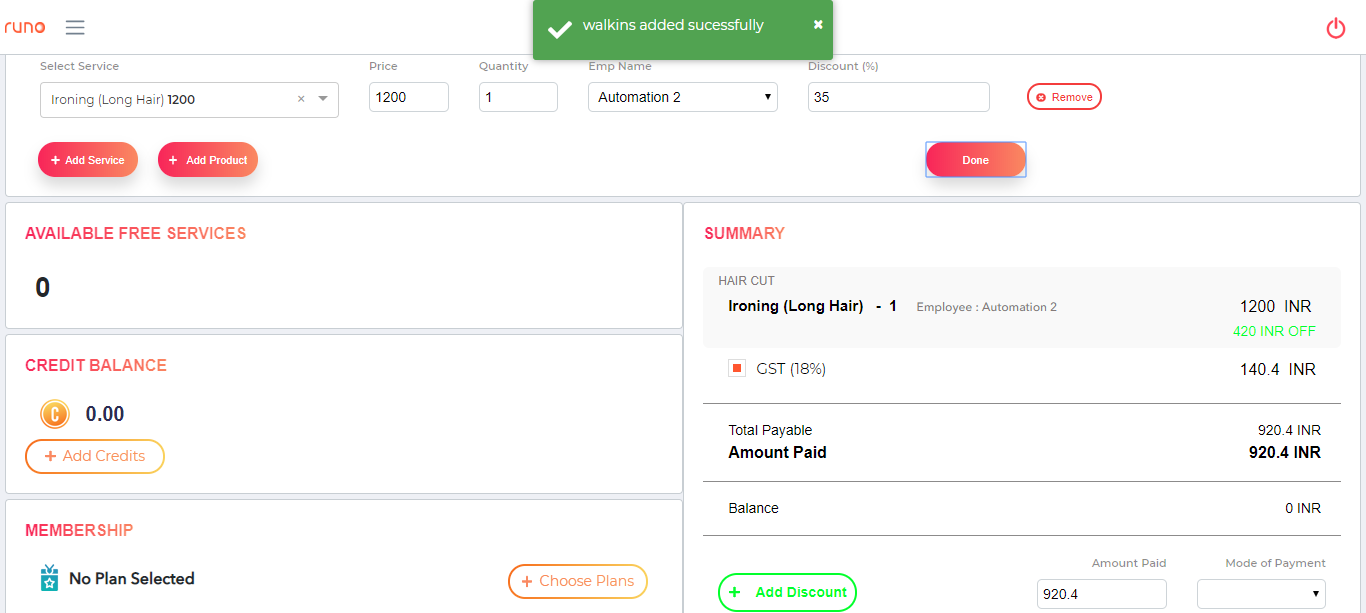 runo
walkins added sucessfully
×
Select Service
Price
Quantity
Emp Name
Discount (%)
Ironing (Long Hair) 1200
×
1200
1
Automation 2
35
Remove
+ Add Service
+ Add Product
Done
AVAILABLE FREE SERVICES
0
CREDIT BALANCE
C 0.00
+ Add Credits
MEMBERSHIP
No Plan Selected
+ Choose Plans
SUMMARY
HAIR CUT
Ironing (Long Hair) - 1 Employee : Automation 2 1200 INR
420 INR OFF
GST (18%) 140.4 INR
Total Payable 920.4 INR
Amount Paid 920.4 INR
Balance 0 INR
Amount Paid
Mode of Payment
+ Add Discount
920.4